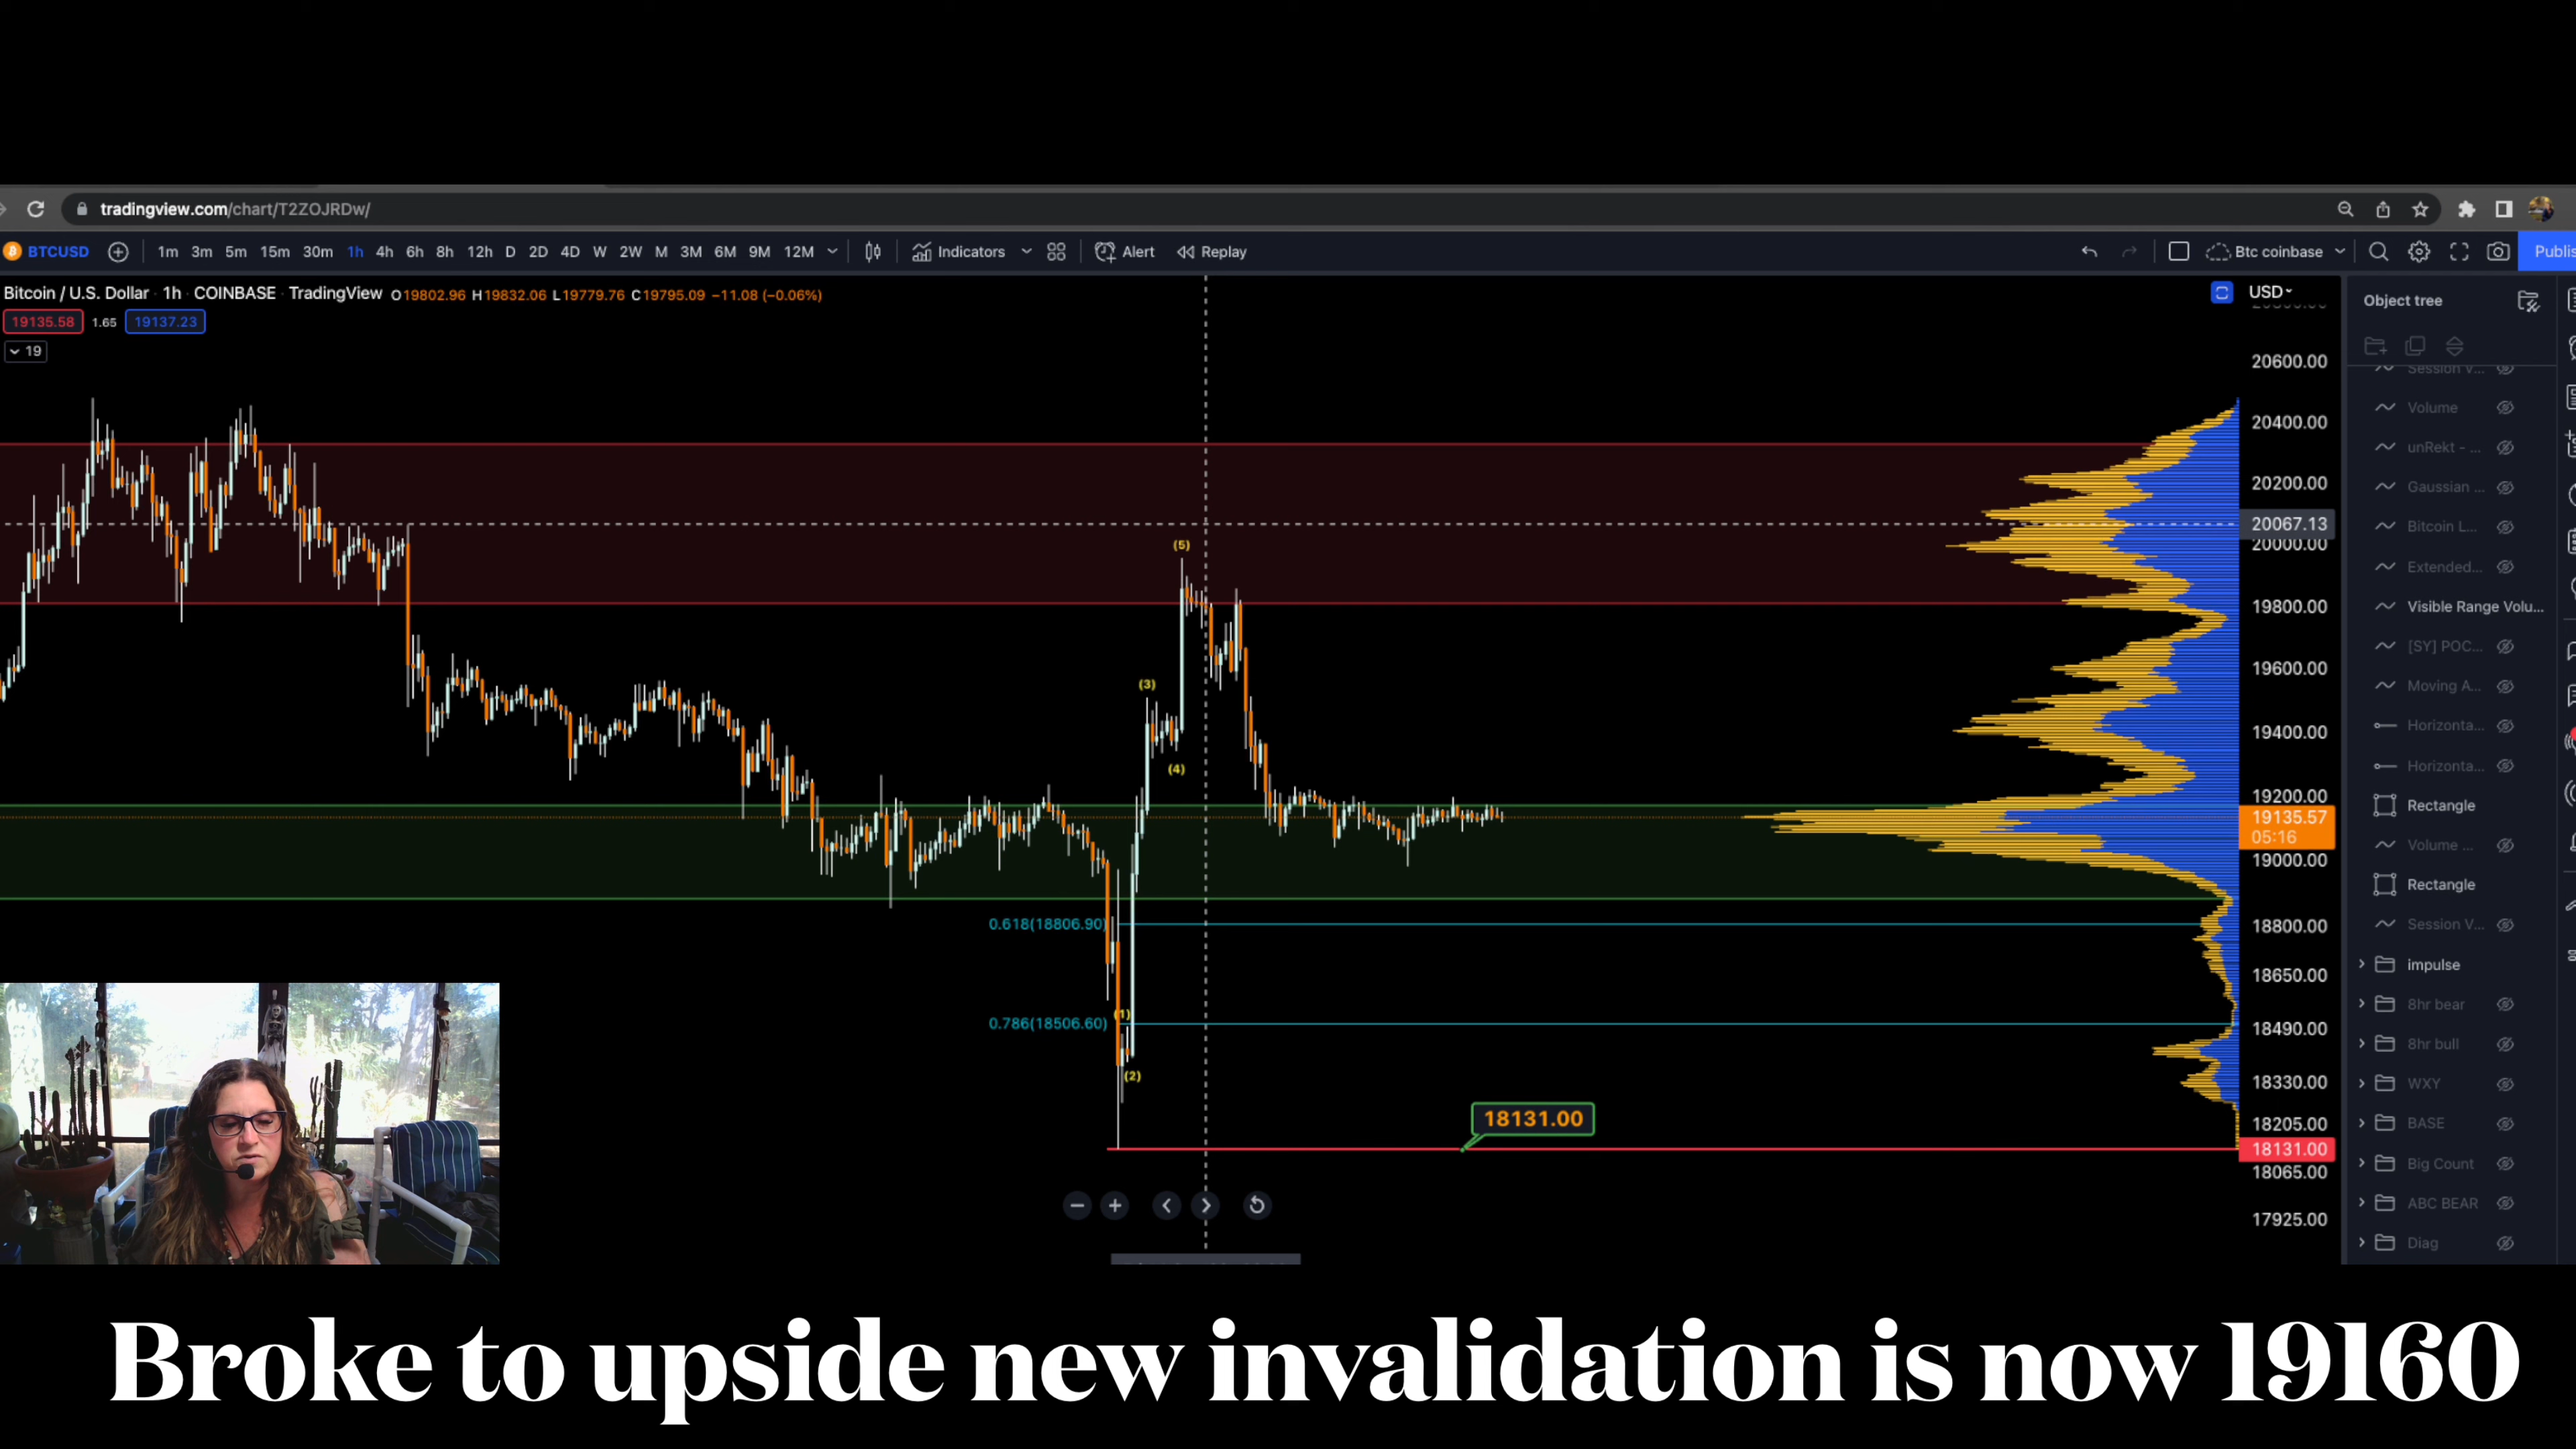 tradingview.com/chart/T2ZOJRDw/
BTCUSD 1m 3m 5m 15m 30m 1h 4h 6h 8h 12h D 2D 4D W 2W M 3M 6M 9M 12M Indicators Alert Replay Btc coinbase Publis
Bitcoin / U.S. Dollar 1h COINBASE TradingView O19802.96 H19832.06 L19779.76 C19795.09 −11.08 (−0.06%) USD
19135.58 1.65 19137.23
19
20600.00
20400.00
20200.00
20067.13
20000.00
19800.00
19600.00
19400.00
19200.00
19135.57
05:16
19000.00
18800.00
18650.00
18490.00
18330.00
18205.00
18131.00
18065.00
17925.00
(5)
(3)
(4)
0.618(18806.90)
0.786(18506.60)
(1)
(2)
18131.00
Object tree
Session V...
Volume
unRekt - ...
Gaussian ...
Bitcoin L...
Extended...
Visible Range Volu...
[SY] POC...
Moving A...
Horizonta...
Horizonta...
Rectangle
Volume ...
Rectangle
Session V...
impulse
8hr bear
8hr bull
WXY
BASE
Big Count
ABC BEAR
Diag
Broke to upside new invalidation is now 19160